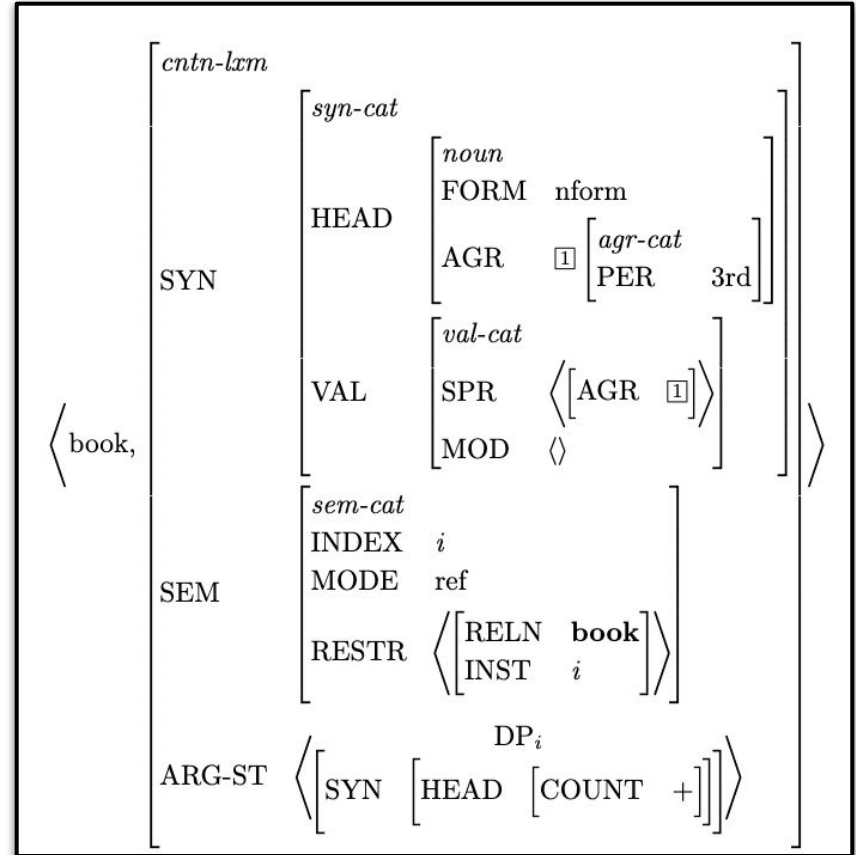 cntn-lxm
syn-cat
noun
FORM nform
HEAD
agr-cat
AGR 1
PER 3rd
SYN
val-cat
VAL SPR ⟨[AGR 1]⟩
MOD ⟨⟩
⟨book, ⟩
sem-cat
INDEX i
MODE ref
SEM
RELN book
RESTR ⟨ ⟩
INST i
DPi
ARG-ST ⟨[SYN [HEAD [COUNT +]]]⟩